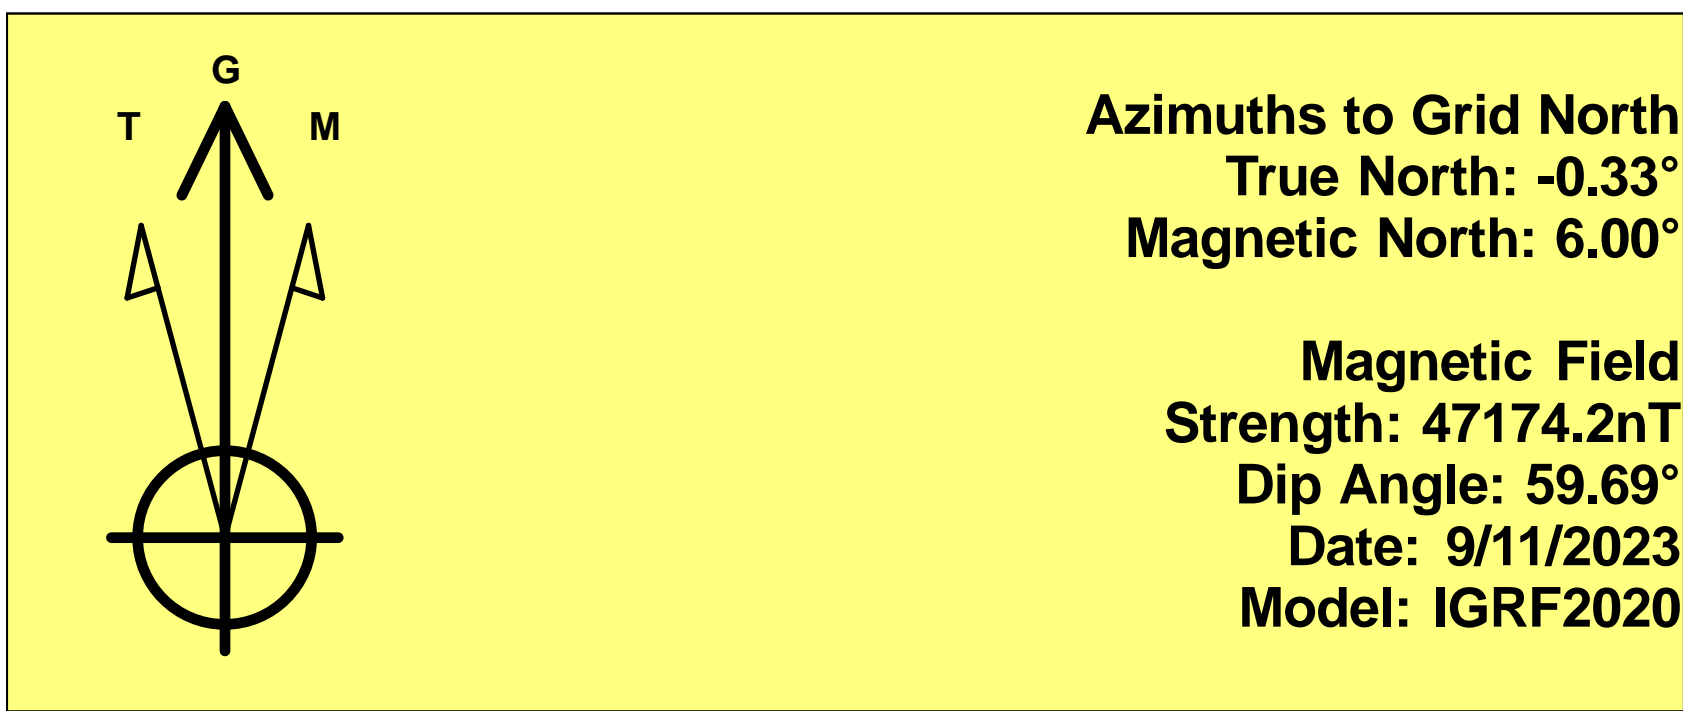 G
T
M
Azimuths to Grid North
True North: -0.33°
Magnetic North: 6.00°
Magnetic Field
Strength: 47174.2nT
Dip Angle: 59.69°
Date: 9/11/2023
Model: IGRF2020